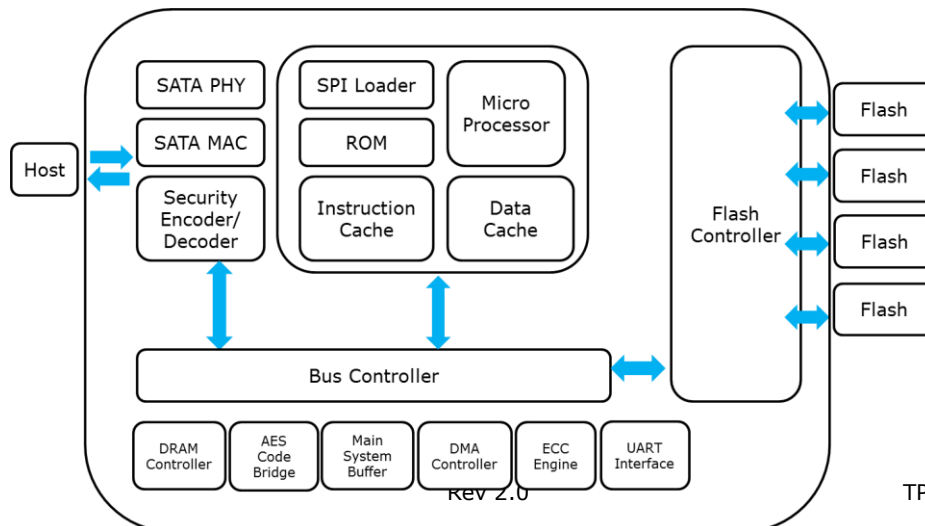 SATA PHY
SATA MAC
Security
Encoder/
Decoder
Host
SPI Loader
ROM
Instruction
Cache
Micro
Processor
Data
Cache
Flash
Controller
Flash
Flash
Flash
Flash
Bus Controller
DRAM
Controller
AES
Code
Bridge
Main
System
Buffer
DMA
Controller
ECC
Engine
UART
Interface
Rev 2.0